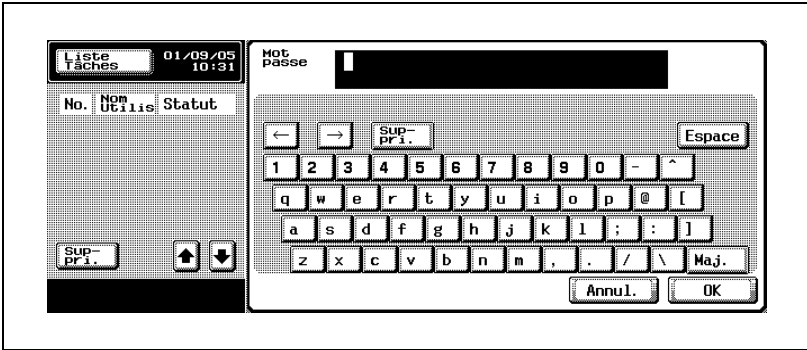 Liste
Tâches
01/09/05
10:31
No. Nom
Utilis Statut
Sup-
pri.
Mot
passe
← → Sup-
pri. Espace
1 2 3 4 5 6 7 8 9 0 - ^
q w e r t y u i o p @ [
a s d f g h j k l ; : ]
z x c v b n m , . / \ Maj.
Annul. OK